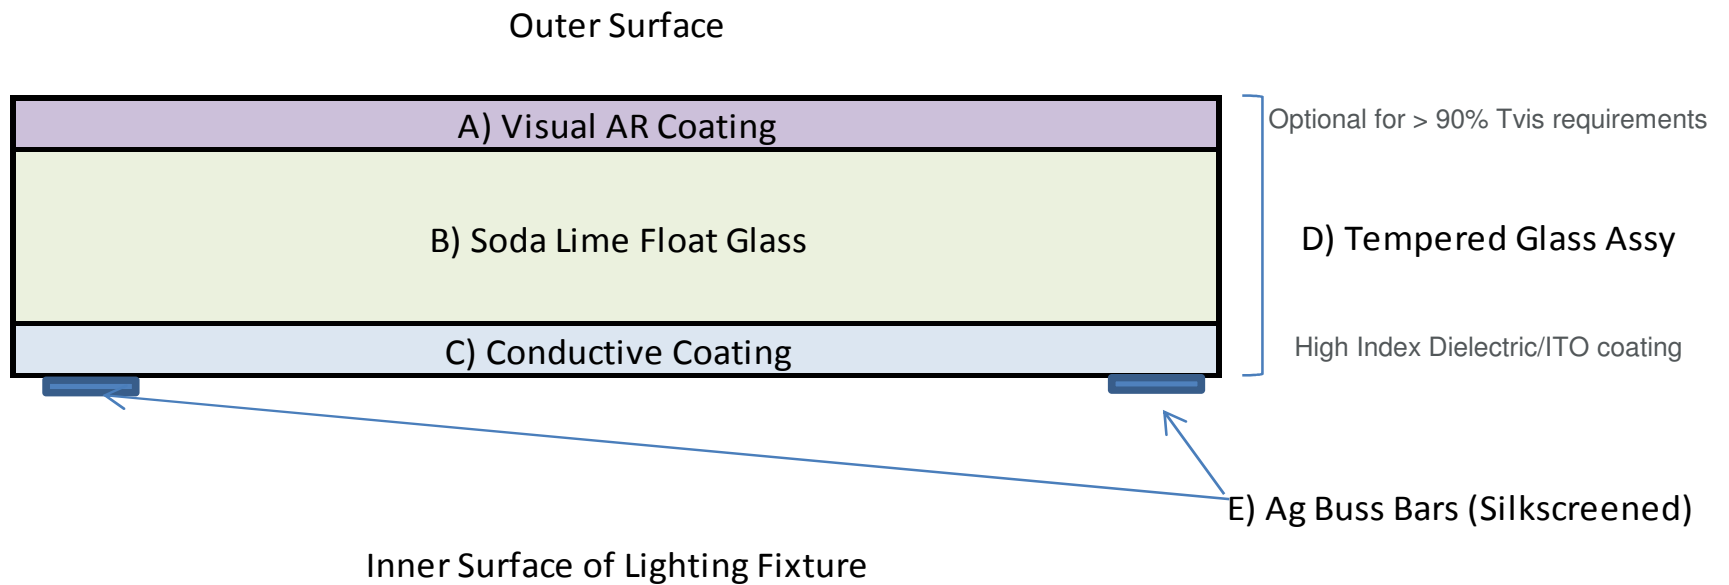 Outer Surface
A) Visual AR Coating
Optional for > 90% Tvis requirements
B) Soda Lime Float Glass
D) Tempered Glass Assy
C) Conductive Coating
High Index Dielectric/ITO coating
E) Ag Buss Bars (Silkscreened)
Inner Surface of Lighting Fixture